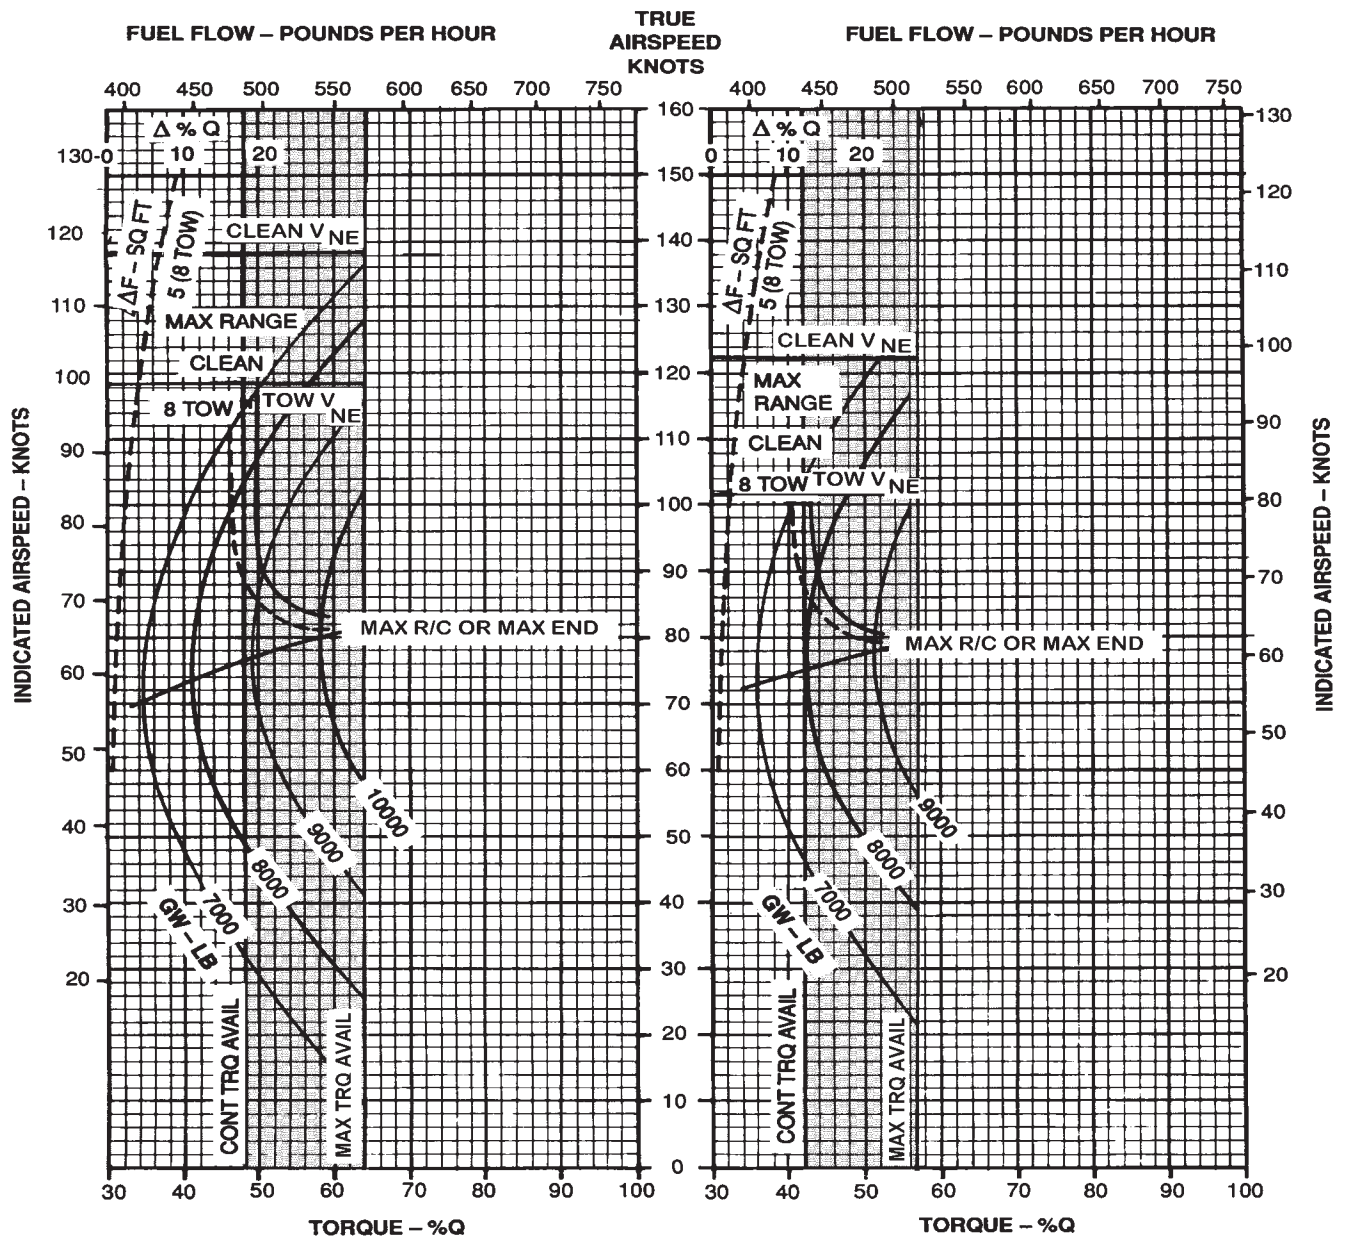 FUEL FLOW – POUNDS PER HOUR
TRUE
AIRSPEED
KNOTS
FUEL FLOW – POUNDS PER HOUR
400 450 500 550 600 650 700 750
400 450 500 550 600 650 700 750
Δ % Q
0 10 20
130
120
110
100
90
80
70
60
50
40
30
20
INDICATED AIRSPEED – KNOTS
ΔF – SQ FT
5 (8 TOW)
CLEAN V NE
MAX RANGE
CLEAN
8 TOW
TOW V NE
MAX R/C OR MAX END
10000
9000
8000
7000
GW – LB
CONT TRQ AVAIL
MAX TRQ AVAIL
30 40 50 60 70 80 90 100
TORQUE – %Q
160
150
140
130
120
110
100
90
80
70
60
50
40
30
20
10
0
Δ % Q
0 10 20
ΔF – SQ FT
5 (8 TOW)
CLEAN V NE
MAX
RANGE
CLEAN
8 TOW
TOW V NE
MAX R/C OR MAX END
9000
8000
7000
GW – LB
CONT TRQ AVAIL
MAX TRQ AVAIL
130
120
110
100
90
80
70
60
50
40
30
20
INDICATED AIRSPEED – KNOTS
30 40 50 60 70 80 90 100
TORQUE – %Q